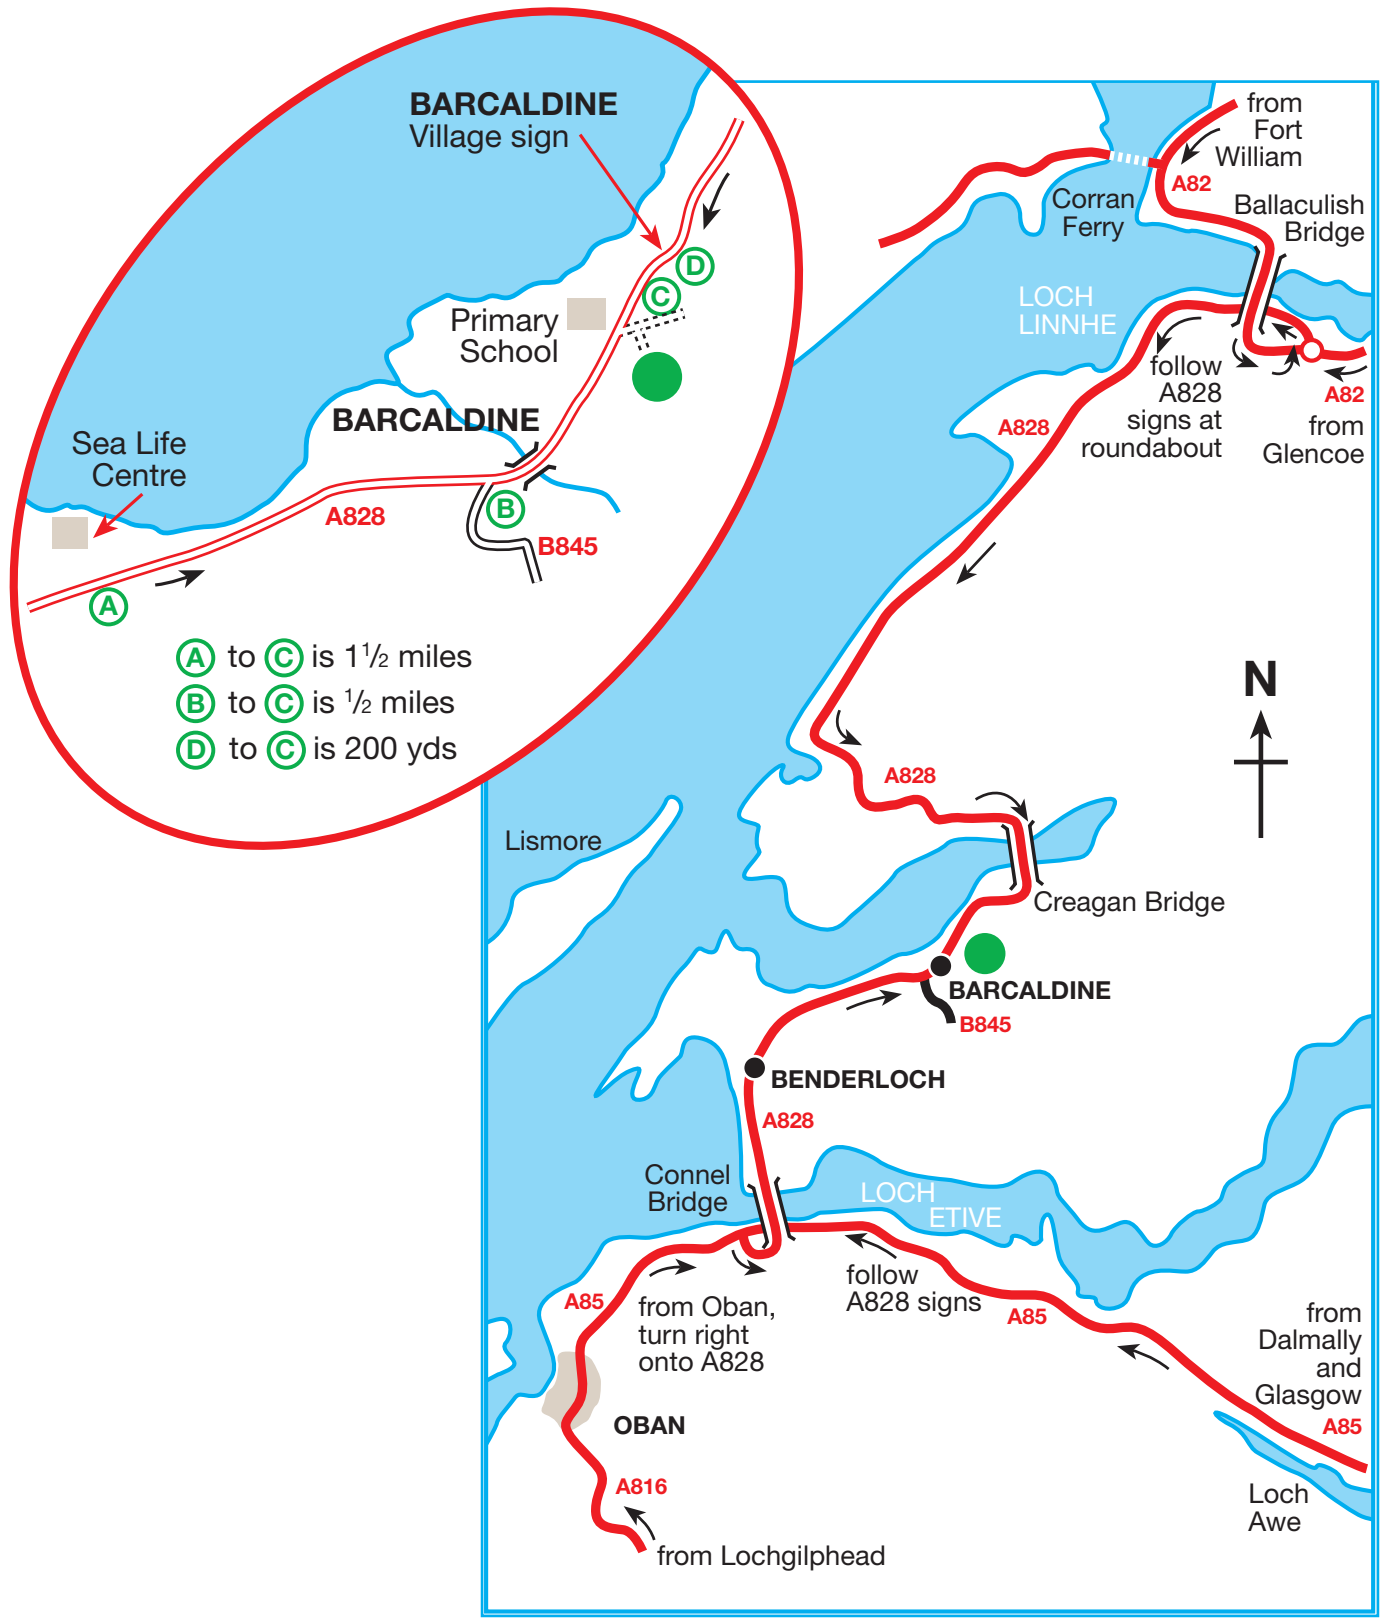 BARCALDINE
Village sign
D
C
Primary
School
BARCALDINE
Sea Life
Centre
A828
B
B845
A
A to C is 1 1/2 miles
B to C is 1/2 miles
D to C is 200 yds
from
Fort
William
A82
Corran
Ferry
Ballaculish
Bridge
LOCH
LINNHE
follow
A828
signs at
roundabout
A82
from
Glencoe
A828
N
A828
Lismore
Creagan Bridge
BARCALDINE
B845
BENDERLOCH
A828
Connel
Bridge
LOCH
ETIVE
follow
A828 signs
A85
A85
from Oban,
turn right
onto A828
from
Dalmally
and
Glasgow
A85
OBAN
A816
Loch
Awe
from Lochgilphead